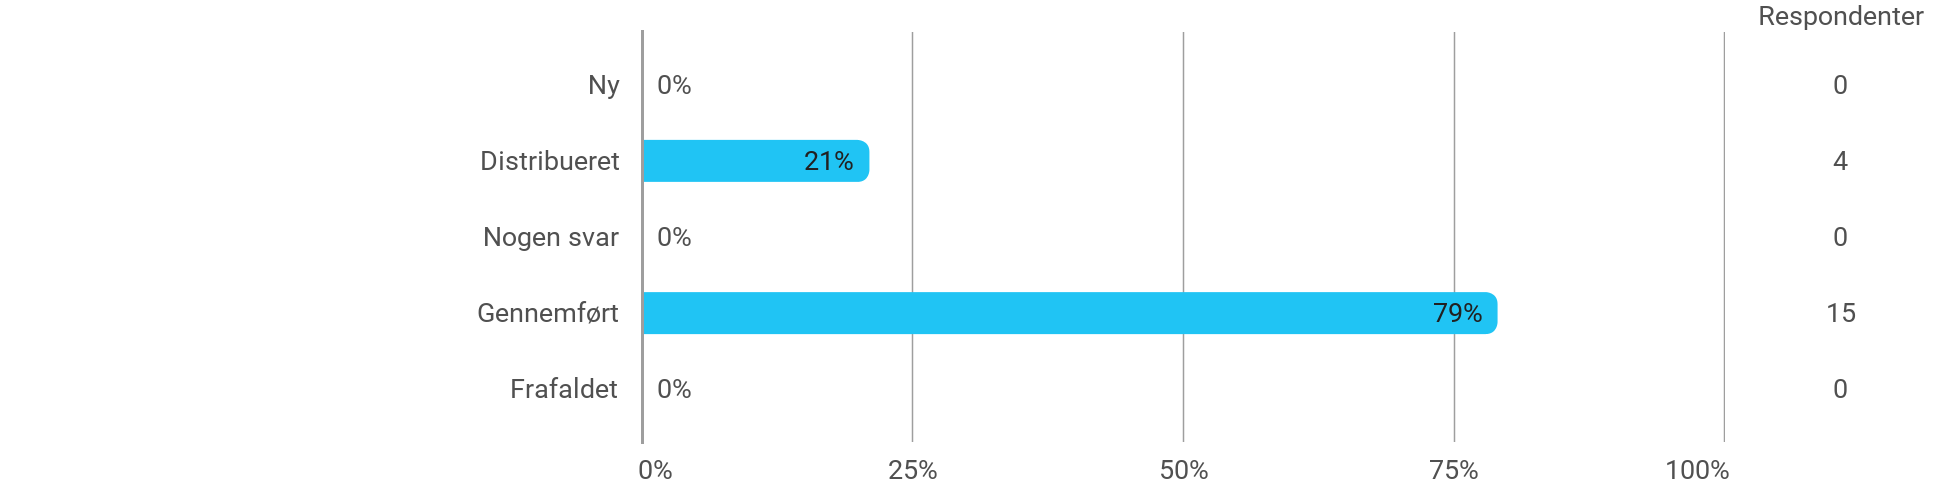 Respondenter
Ny 0% 0
Distribueret 21% 4
Nogen svar 0% 0
Gennemført 79% 15
Frafaldet 0% 0
0% 25% 50% 75% 100%